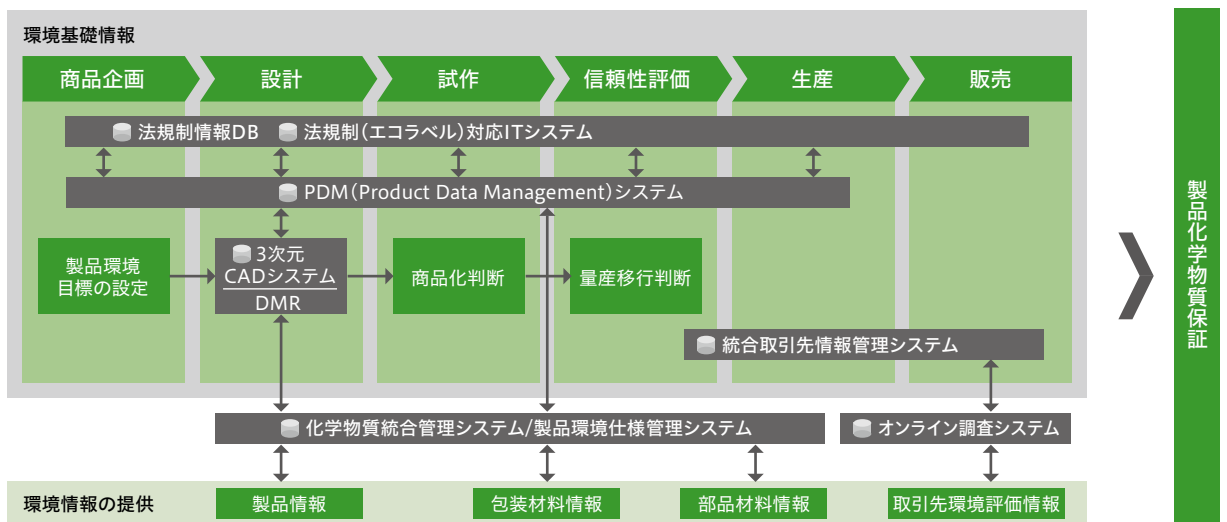 環境基礎情報
商品企画
設計
試作
信頼性評価
生産
販売
法規制情報DB
法規制(エコラベル)対応ITシステム
PDM(Product Data Management)システム
製品環境
目標の設定
3次元
CADシステム
DMR
商品化判断
量産移行判断
統合取引先情報管理システム
化学物質統合管理システム/製品環境仕様管理システム
オンライン調査システム
環境情報の提供
製品情報
包装材料情報
部品材料情報
取引先環境評価情報
製品化学物質保証